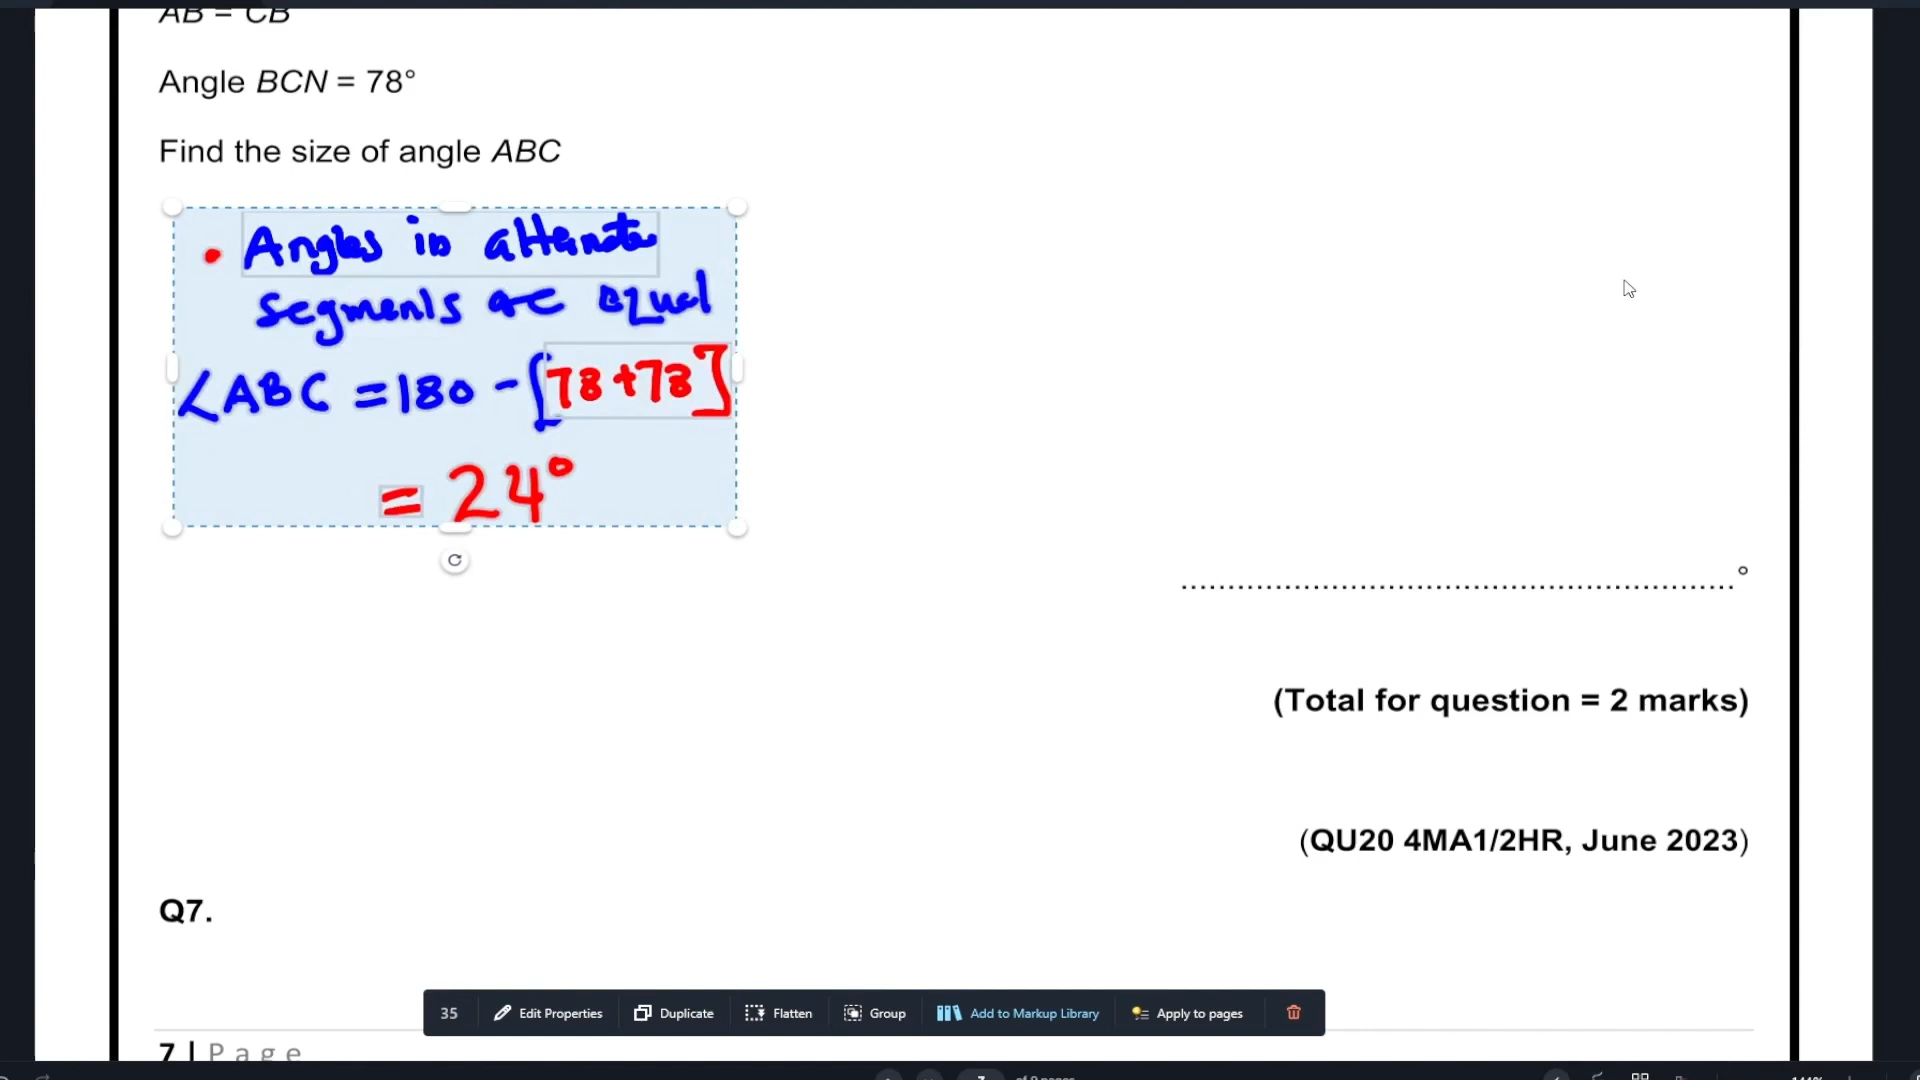 AB = CB
Angle BCN = 78°
Find the size of angle ABC
• Angles in alternate
segments are equal
∠ABC = 180 - [78+78]
= 24°
.......................................................... °
(Total for question = 2 marks)
(QU20 4MA1/2HR, June 2023)
Q7.
35 Edit Properties Duplicate Flatten Group Add to Markup Library Apply to pages
7 | Page